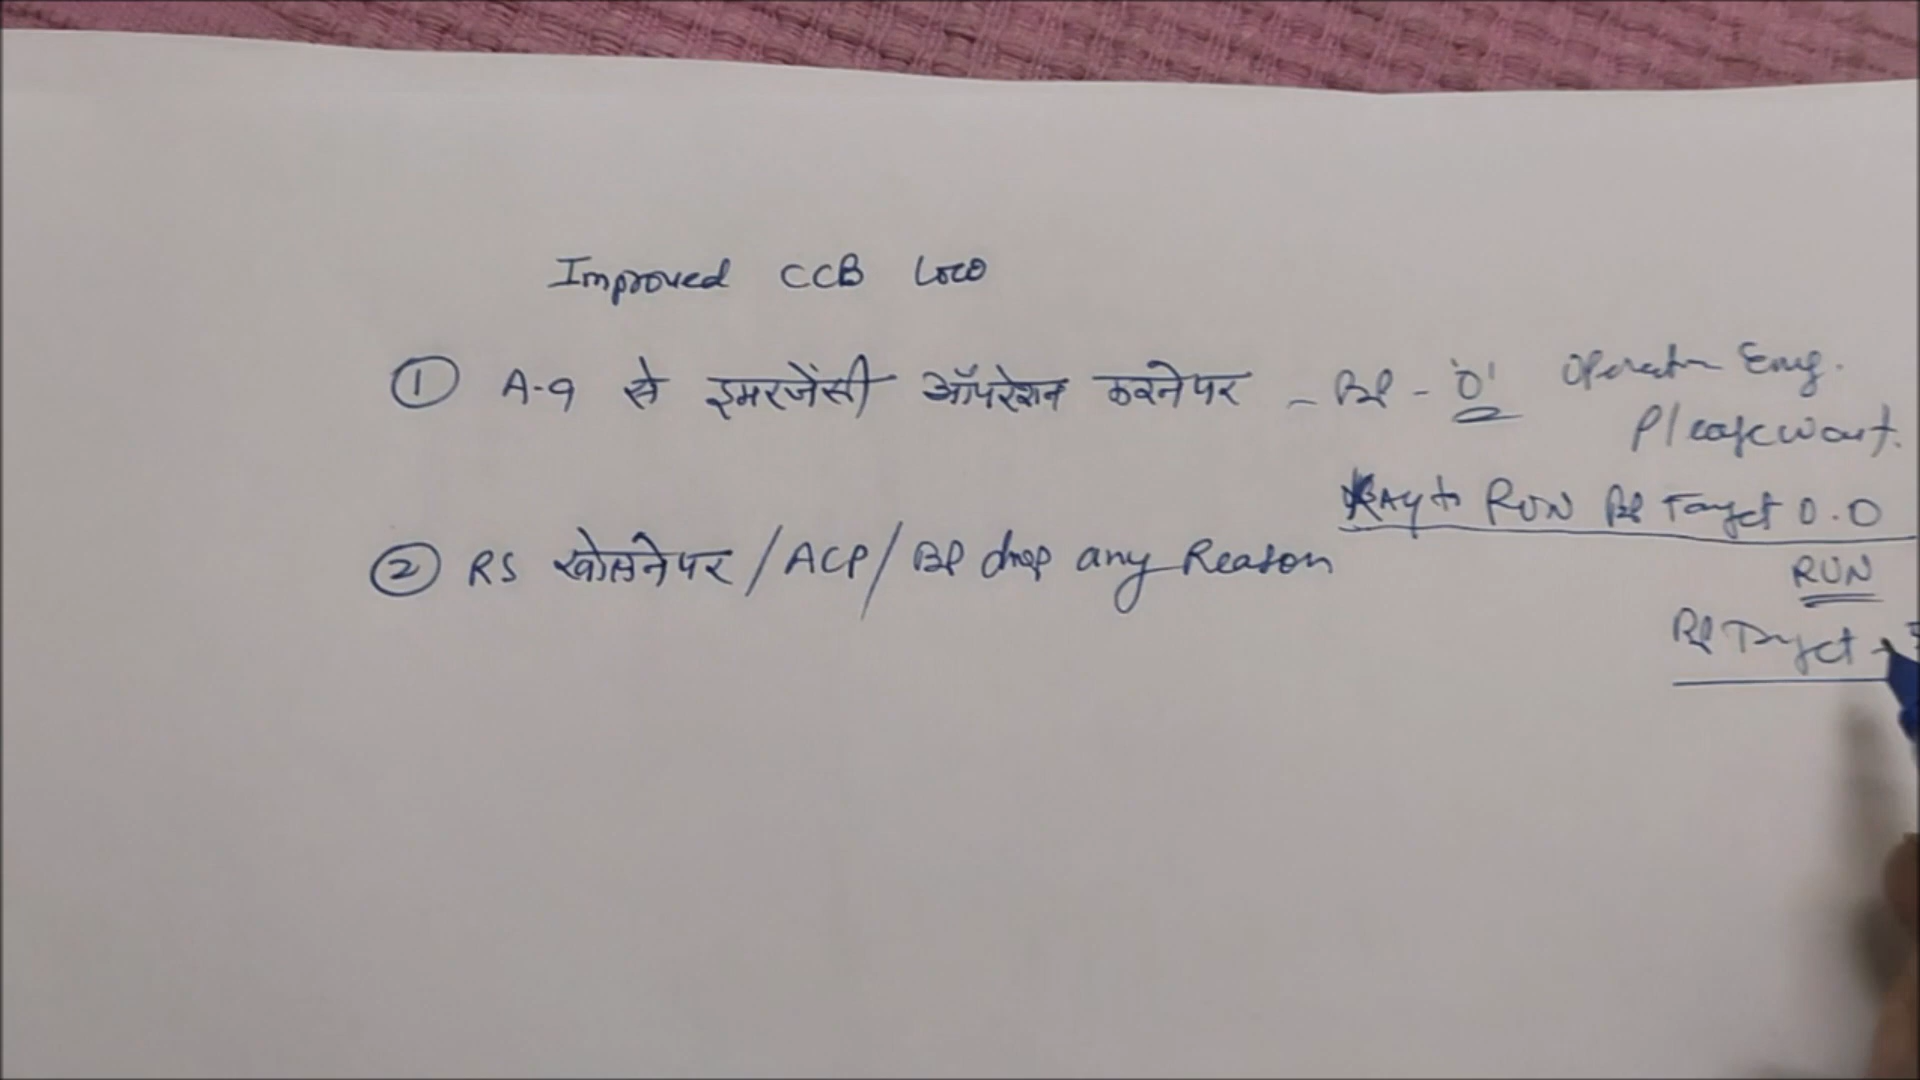 Improved CCB Loco
① A-9 से इमरजेंसी ऑपरेशन करनेपर - BP - '0' Operator Emg.
Please wait.
RAy to RUN BP Target 0.0
② RS खोलनेपर / ACP / BP drop any Reason
RUN
BP Target -